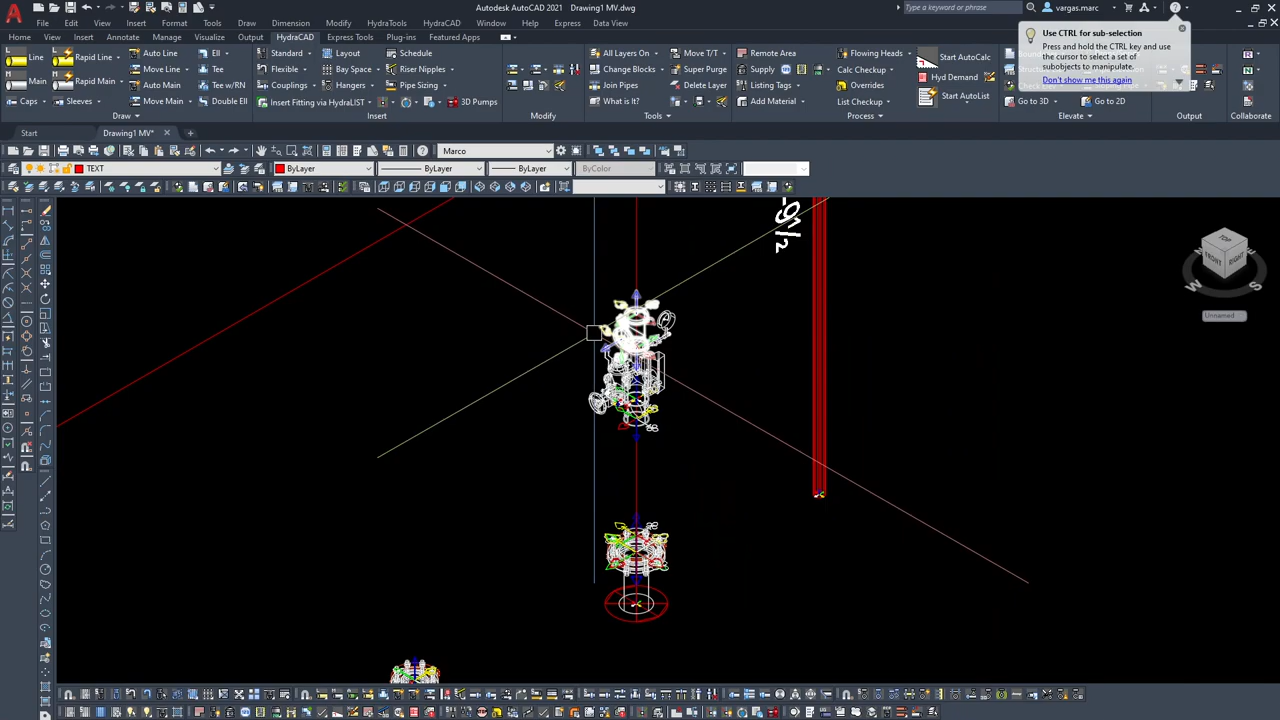 Autodesk AutoCAD 2021 Drawing1 MV.dwg
Type a keyword or phrase
vargas.marc
File Edit View Insert Format Tools Draw Dimension Modify HydraTools HydraCAD Window Help Express Data View
Home View Insert Annotate Manage Visualize Output HydraCAD Express Tools Plug-ins Featured Apps
Use CTRL for sub-selection
Press and hold the CTRL key and use
the cursor to select a set of
subobjects to manipulate.
Don't show me this again
Line Rapid Line Auto Line Ell Standard Layout Schedule All Layers On Move T/T Remote Area Flowing Heads Start AutoCalc
Move Line Tee Flexible Change Blocks Super Purge Supply Calc Checkup
Main Rapid Main Auto Main Tee w/RN Couplings Hangers Pipe Sizing Join Pipes Delete Layer Listing Tags Overrides Hyd Demand
Caps Sleeves Move Main Double Ell Insert Fitting via HydraLIST 3D Pumps What is It? Add Material List Checkup Start AutoList Go to 3D Go to 2D
Draw Insert Modify Tools Process Elevate Output Collaborate
Start Drawing1 MV*
Marco
TEXT ByLayer ByLayer ByLayer ByColor
-9½
TOP
FRONT RIGHT
W S
Unnamed